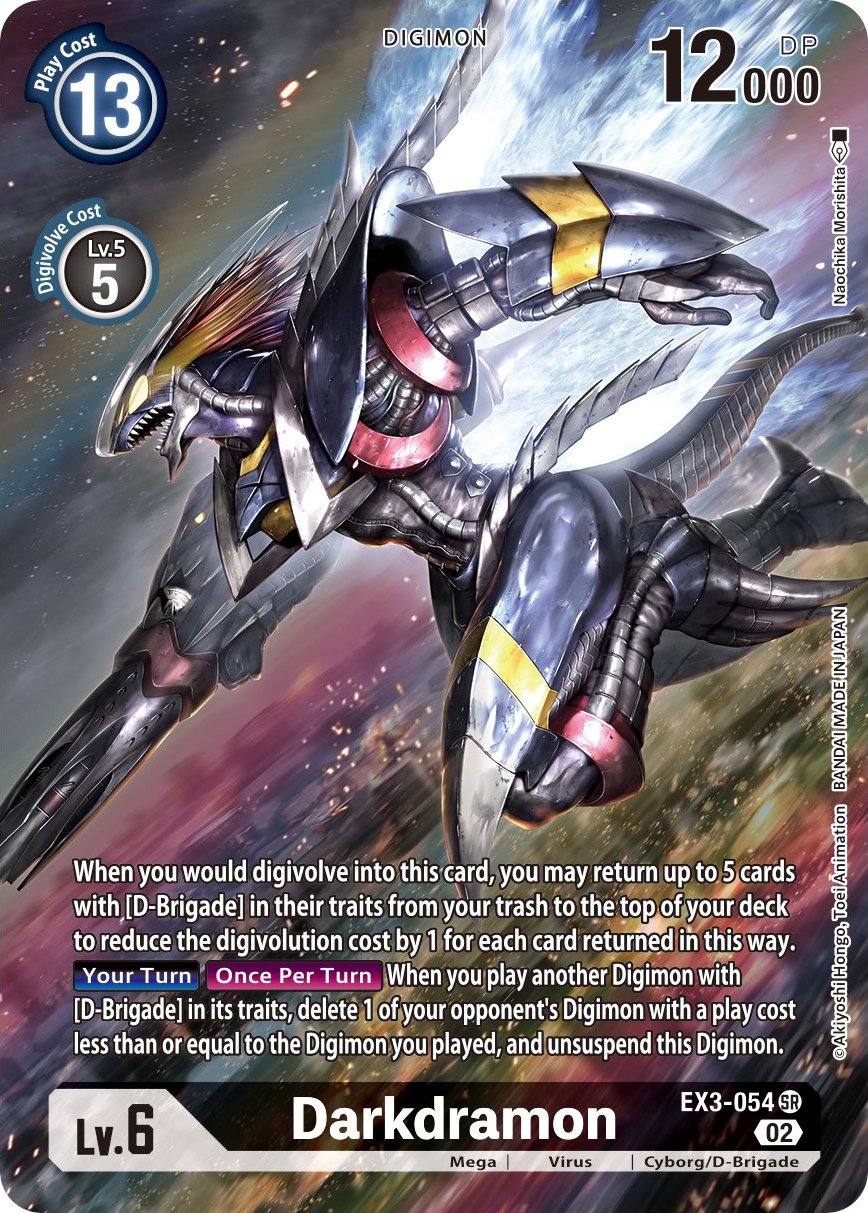 DIGIMON
Play Cost
13
12000
DP
Digivolve Cost
Lv.5
5
Naochika Morishita
BANDAI MADE IN JAPAN
©Akiyoshi Hongo, Toei Animation
When you would digivolve into this card, you may return up to 5 cards
with [D-Brigade] in their traits from your trash to the top of your deck
to reduce the digivolution cost by 1 for each card returned in this way.
Your Turn Once Per Turn When you play another Digimon with
[D-Brigade] in its traits, delete 1 of your opponent's Digimon with a play cost
less than or equal to the Digimon you played, and unsuspend this Digimon.
Lv.6
Darkdramon
EX3-054 SR
02
Mega | Virus | Cyborg/D-Brigade